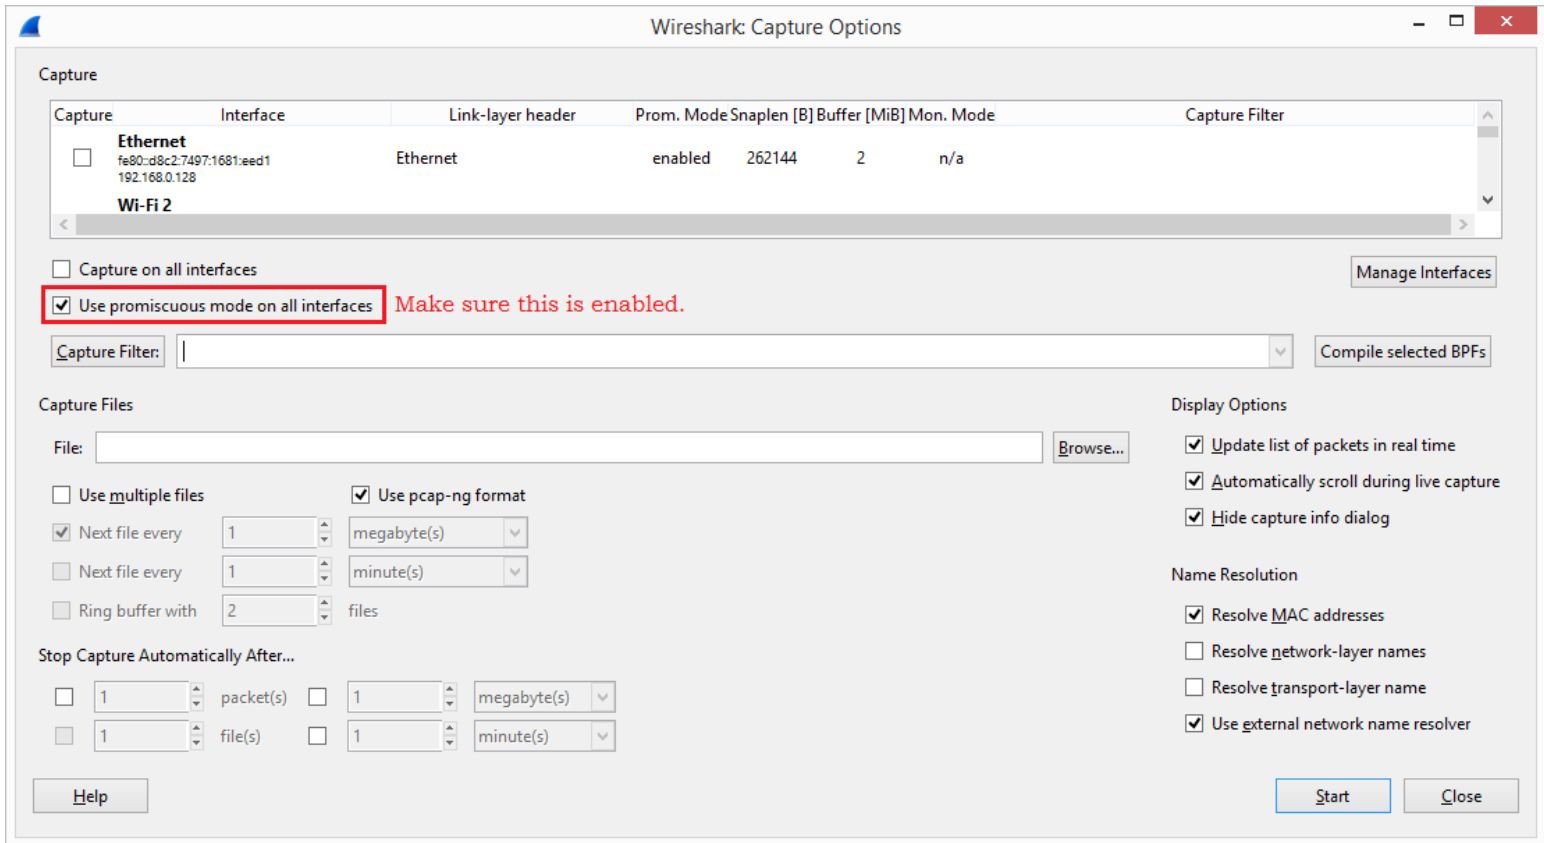 Wireshark: Capture Options
Capture
Capture Interface Link-layer header Prom. Mode Snaplen [B] Buffer [MiB] Mon. Mode Capture Filter
Ethernet
fe80::d8c2:7497:1681:eed1 Ethernet enabled 262144 2 n/a
192.168.0.128
Wi-Fi 2
Capture on all interfaces Manage Interfaces
Use promiscuous mode on all interfaces Make sure this is enabled.
Capture Filter: Compile selected BPFs
Capture Files Display Options
File: Browse... Update list of packets in real time
Automatically scroll during live capture
Use multiple files Use pcap-ng format
Hide capture info dialog
Next file every 1 megabyte(s)
Next file every 1 minute(s) Name Resolution
Ring buffer with 2 files Resolve MAC addresses
Stop Capture Automatically After... Resolve network-layer names
1 packet(s) 1 megabyte(s) Resolve transport-layer name
1 file(s) 1 minute(s) Use external network name resolver
Help Start Close